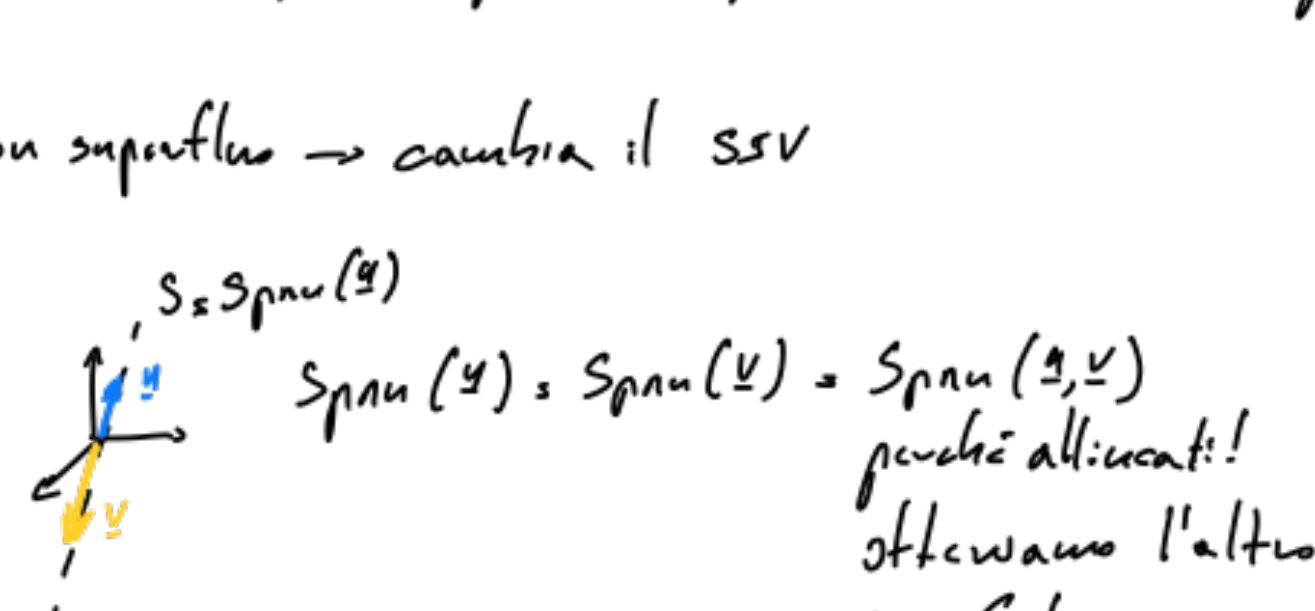 superfluo → cambia il SSV
S = Span (u)
Span (u) = Span (v) = Span (u, v)
u
perché allineati!
v
otteniamo l'altro